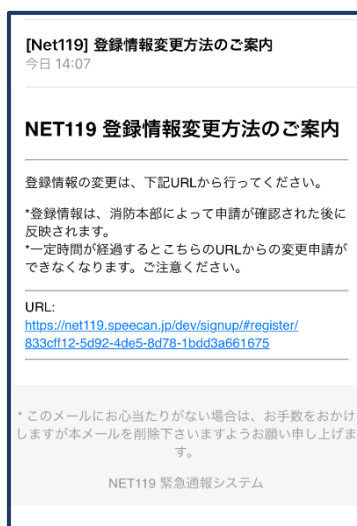 [Net119] 登録情報変更方法のご案内
今日 14:07
NET119 登録情報変更方法のご案内
登録情報の変更は、下記URLから行ってください。
*登録情報は、消防本部によって申請が確認された後に
反映されます。
*一定時間が経過するとこちらのURLからの変更申請が
できなくなります。ご注意ください。
URL:
https://net119.speecan.jp/dev/signup/#register/
833cff12-5d92-4de5-8d78-1bdd3a661675
* このメールにお心当たりがない場合は、お手数をおかけ
しますが本メールを削除下さいますようお願い申し上げま
す。
NET119 緊急通報システム